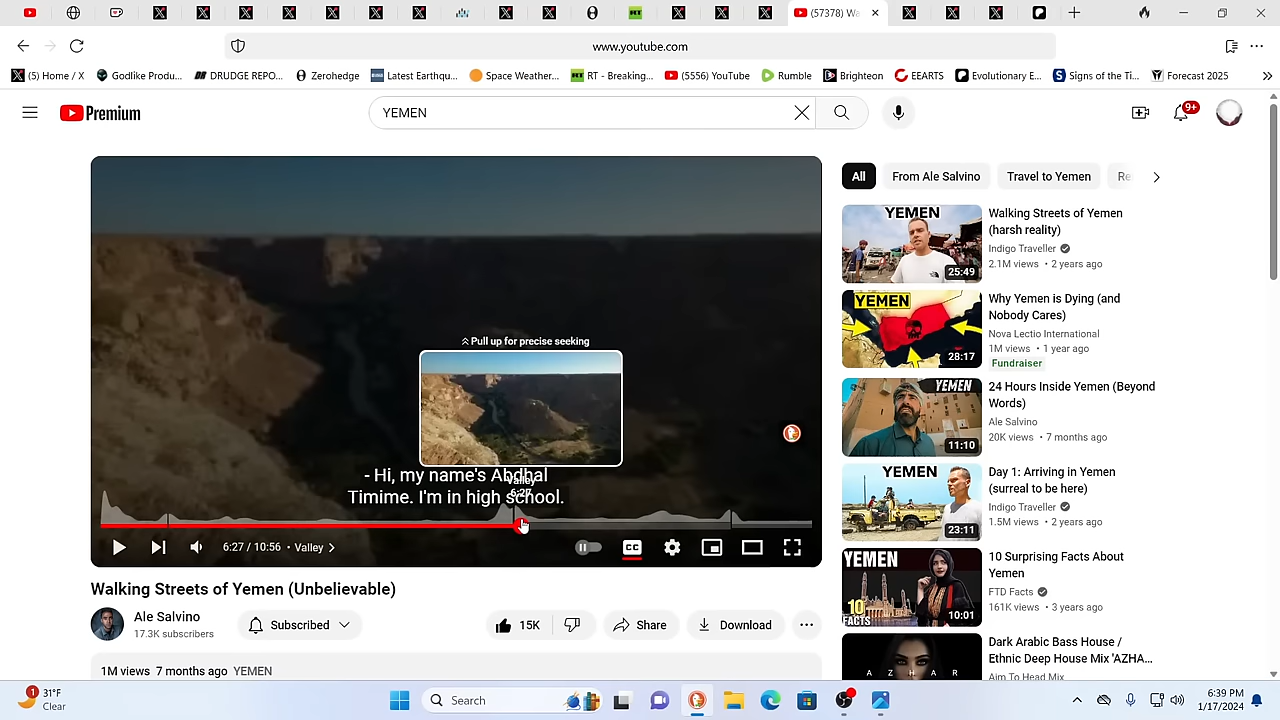 (57378) Wa
www.youtube.com
(5) Home / X
Godlike Produ...
DRUDGE REPO...
Zerohedge
Latest Earthqu...
Space Weather...
RT - Breaking...
(5556) YouTube
Rumble
Brighteon
EEARTS
Evolutionary E...
Signs of the Ti...
Forecast 2025
Premium
YEMEN
9+
All
From Ale Salvino
Travel to Yemen
Re
Pull up for precise seeking
- Hi, my name's Abdhal
Timime. I'm in high school.
Valley
6:27
6:27 / 10:56 • Valley
CC
Walking Streets of Yemen (Unbelievable)
Ale Salvino
17.3K subscribers
Subscribed
15K
Share
Download
1M views 7 months ago YEMEN
YEMEN
25:49
Walking Streets of Yemen
(harsh reality)
Indigo Traveller
2.1M views • 2 years ago
YEMEN
28:17
Why Yemen is Dying (and
Nobody Cares)
Nova Lectio International
1M views • 1 year ago
Fundraiser
YEMEN
11:10
24 Hours Inside Yemen (Beyond
Words)
Ale Salvino
20K views • 7 months ago
YEMEN
23:11
Day 1: Arriving in Yemen
(surreal to be here)
Indigo Traveller
1.5M views • 2 years ago
YEMEN
10
FACTS
10:01
10 Surprising Facts About
Yemen
FTD Facts
161K views • 3 years ago
A Z H A R
Dark Arabic Bass House /
Ethnic Deep House Mix 'AZHA...
Aim To Head Mix
1
31°F
Clear
Search
6:39 PM
1/17/2024